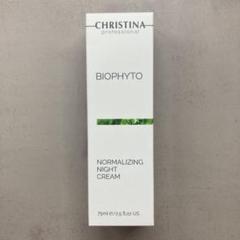 CHRISTINA
professional
BIOPHYTO
NORMALIZING
NIGHT
CREAM
75ml ℮ / 2.5 fl.oz US.